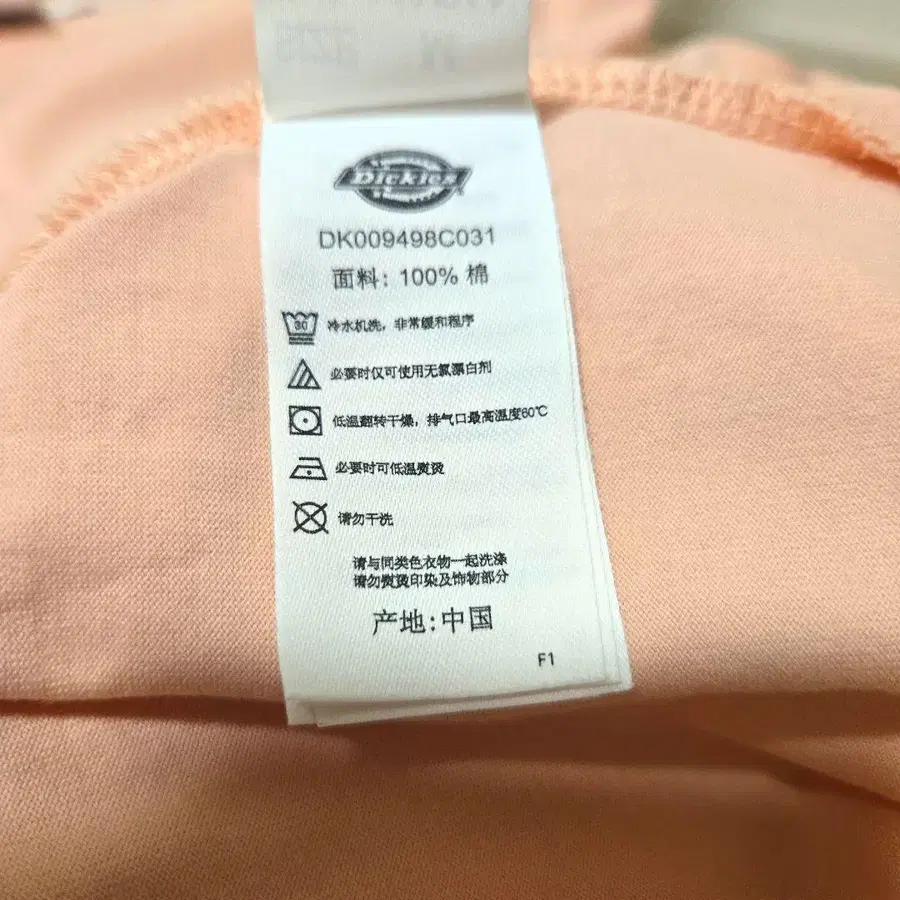 Dickies
DK009498C031
面料: 100% 棉
30
冷水机洗，非常缓和程序
必要时仅可使用无氯漂白剂
低温翻转干燥，排气口最高温度60℃
必要时可低温熨烫
请勿干洗
请与同类色衣物一起洗涤
请勿熨烫印染及饰物部分
产地:中国
F1